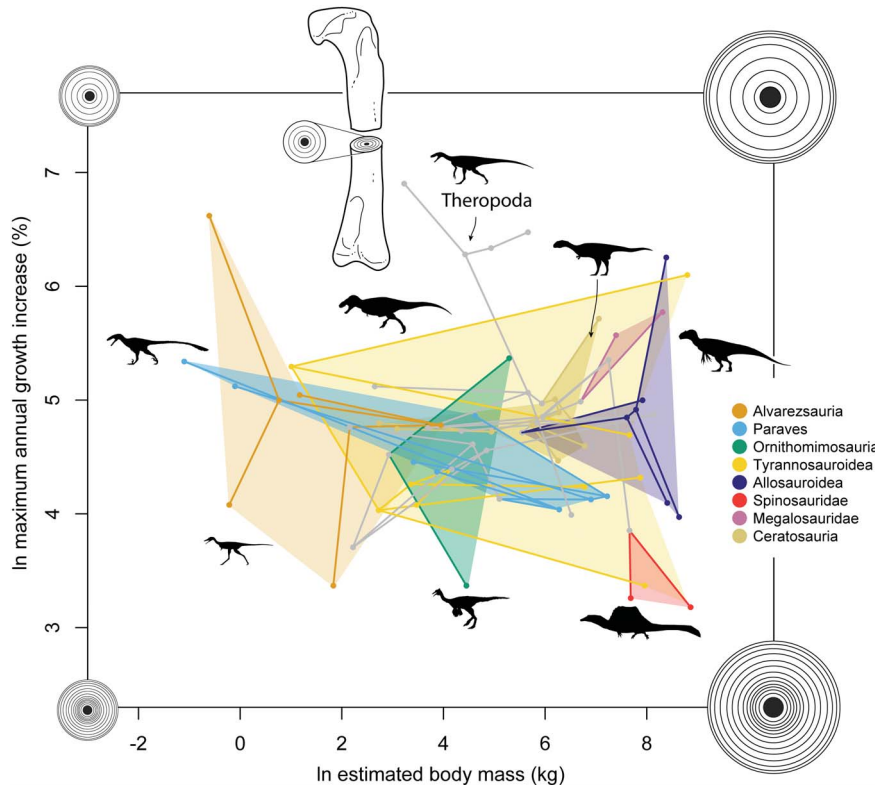 Theropoda
7
6
5
4
3
ln maximum annual growth increase (%)
-2
0
2
4
6
8
ln estimated body mass (kg)
Alvarezsauria
Paraves
Ornithomimosauria
Tyrannosauroidea
Allosauroidea
Spinosauridae
Megalosauridae
Ceratosauria